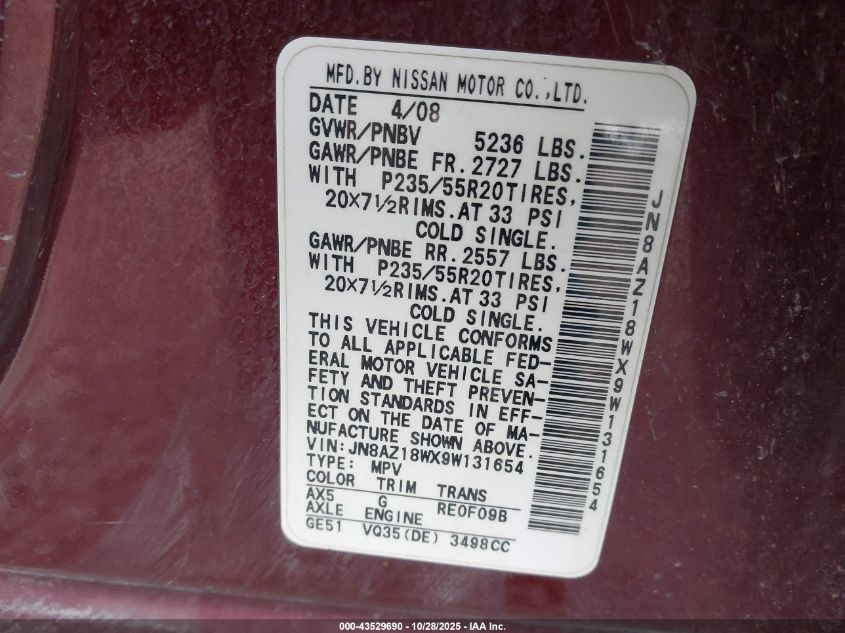 MFD.BY NISSAN MOTOR CO.,LTD.
DATE 4/08
GVWR/PNBV 5236 LBS.
GAWR/PNBE FR. 2727 LBS.
WITH P235/55R20TIRES,
20×7½RIMS.AT 33 PSI
COLD SINGLE.
GAWR/PNBE RR. 2557 LBS.
WITH P235/55R20TIRES,
20×7½RIMS.AT 33 PSI
COLD SINGLE.
THIS VEHICLE CONFORMS
TO ALL APPLICABLE FED-
ERAL MOTOR VEHICLE SA-
FETY AND THEFT PREVEN-
TION STANDARDS IN EFF-
ECT ON THE DATE OF MA-
NUFACTURE SHOWN ABOVE.
VIN:JN8AZ18WX9W131654
TYPE: MPV
COLOR TRIM TRANS
AX5 G RE0F09B
AXLE ENGINE
GE51 VQ35(DE) 3498CC
JN8AZ18WX9W131654
000-43529690 - 10/28/2025 - IAA Inc.